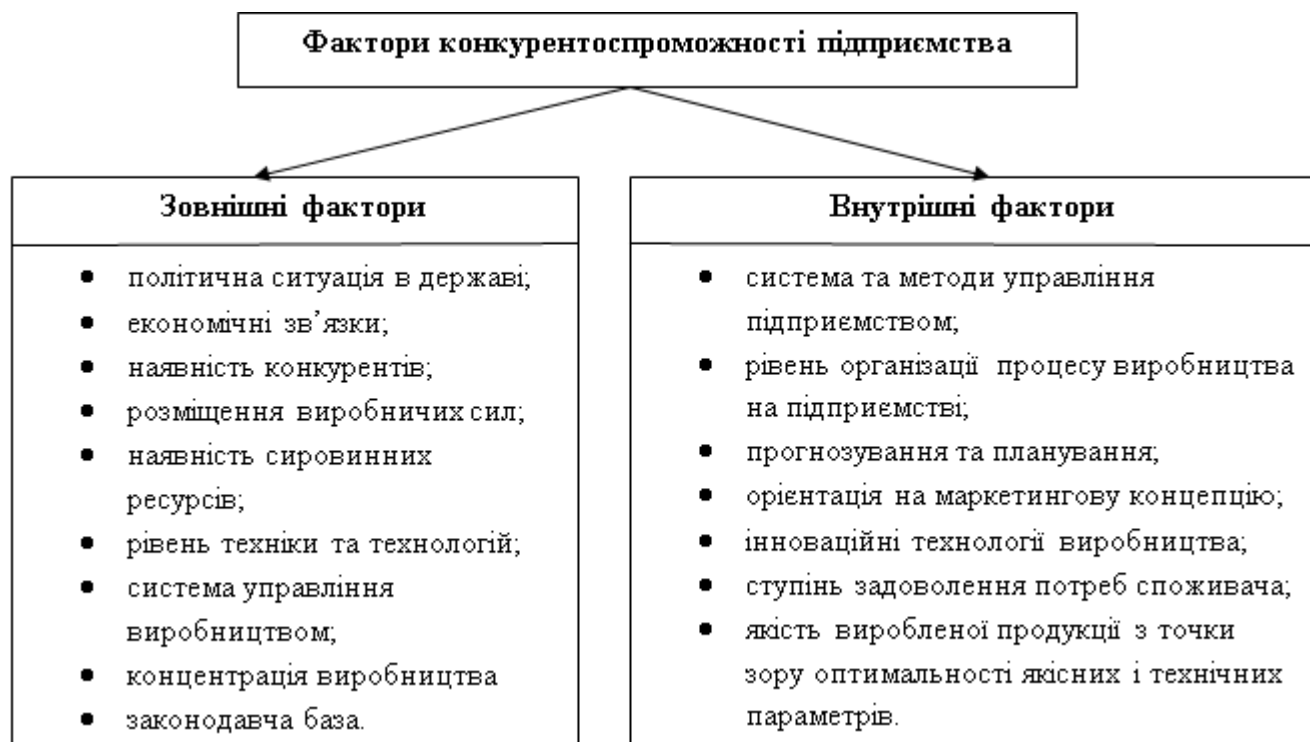 Фактори конкурентоспроможності підприємства
Зовнішні фактори
• політична ситуація в державі;
• економічні зв’язки;
• наявність конкурентів;
• розміщення виробничих сил;
• наявність сировинних
ресурсів;
• рівень техніки та технологій;
• система управління
виробництвом;
• концентрація виробництва
• законодавча база.
Внутрішні фактори
• система та методи управління
підприємством;
• рівень організації процесу виробництва
на підприємстві;
• прогнозування та планування;
• орієнтація на маркетингову концепцію;
• інноваційні технології виробництва;
• ступінь задоволення потреб споживача;
• якість виробленої продукції з точки
зору оптимальності якісних і технічних
параметрів.